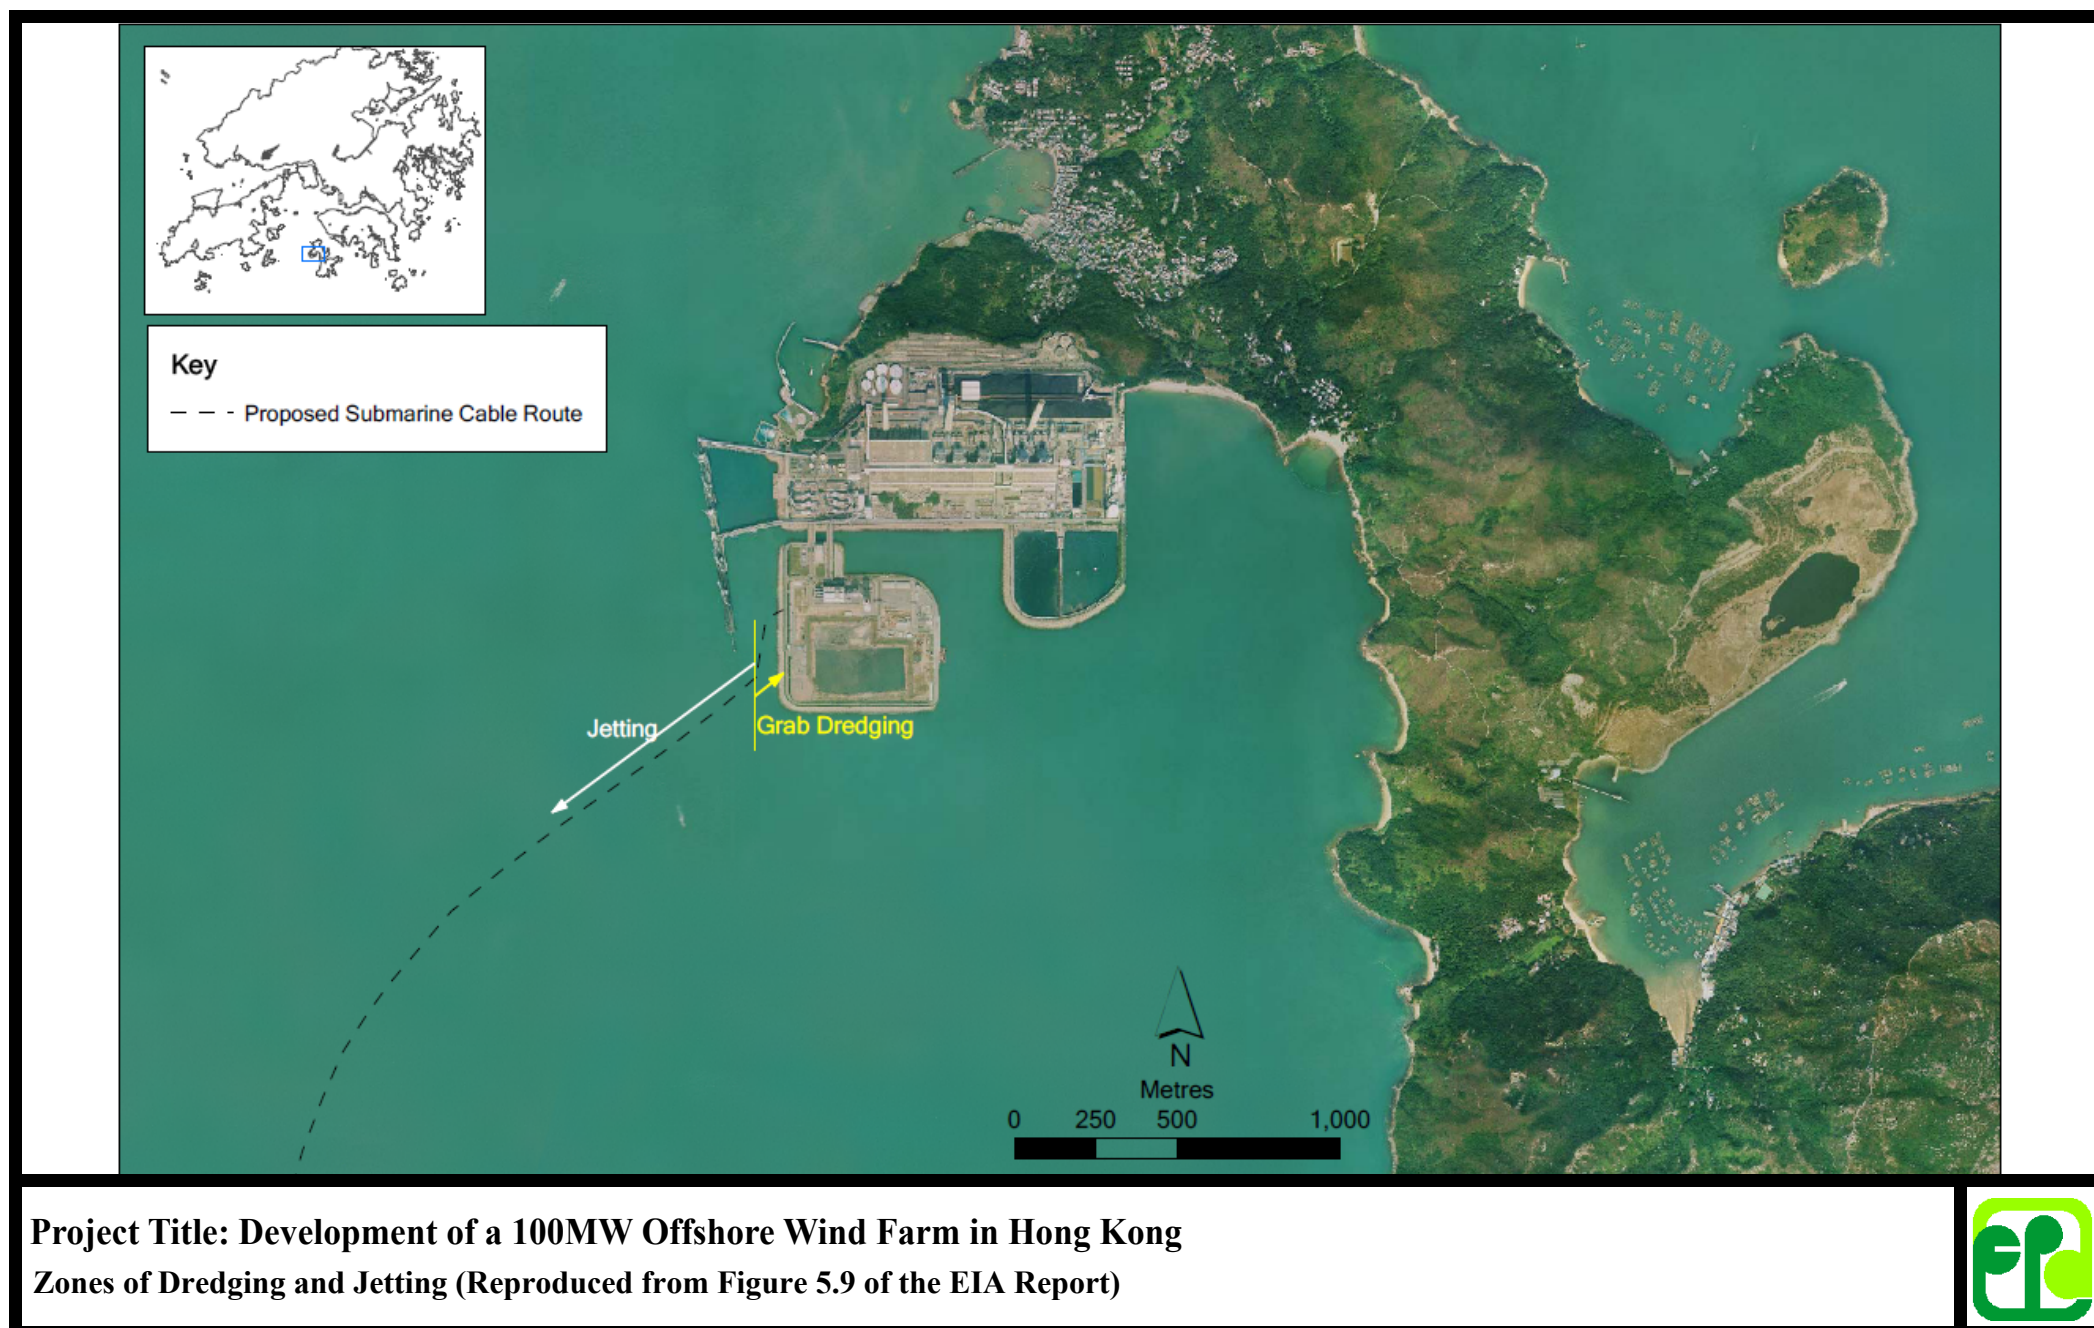 Key
Proposed Submarine Cable Route
Jetting
Grab Dredging
N
Metres
0 250 500 1,000
Project Title: Development of a 100MW Offshore Wind Farm in Hong Kong
Zones of Dredging and Jetting (Reproduced from Figure 5.9 of the EIA Report)